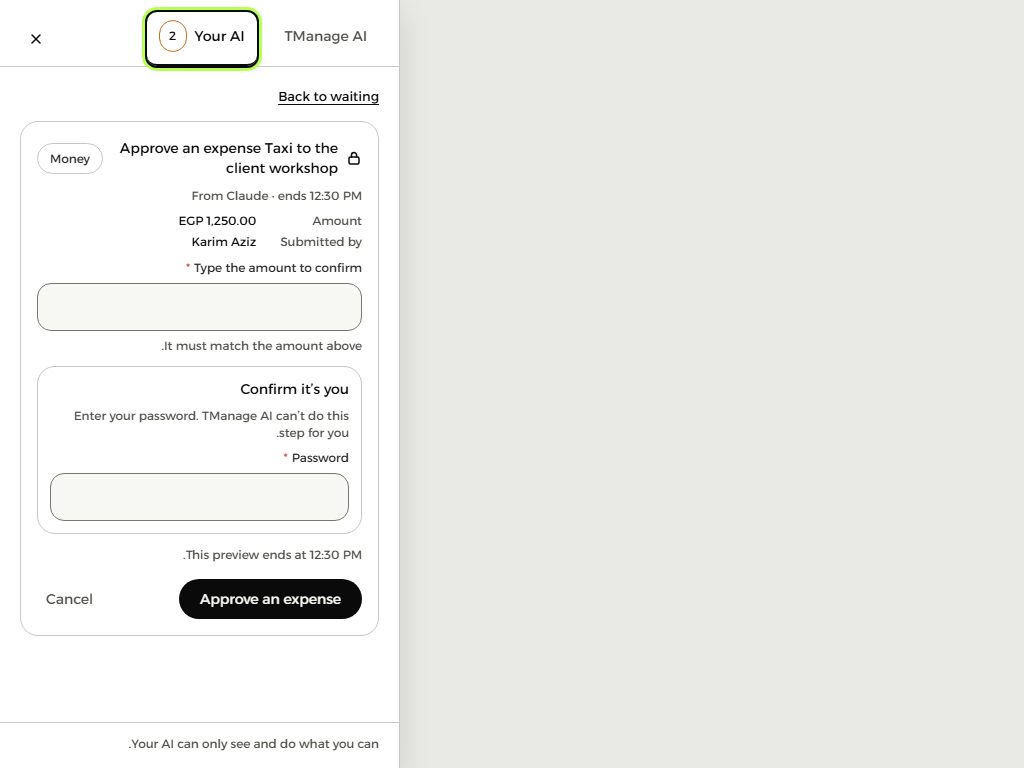 TManage AI
Your AI 2
×
Back to waiting
Approve an expense Taxi to the
client workshop
Money
From Claude · ends 12:30 PM
Amount EGP 1,250.00
Submitted by Karim Aziz
Type the amount to confirm *
It must match the amount above.
Confirm it’s you
Enter your password. TManage AI can’t do this
step for you.
Password *
This preview ends at 12:30 PM.
Approve an expense
Cancel
Your AI can only see and do what you can.